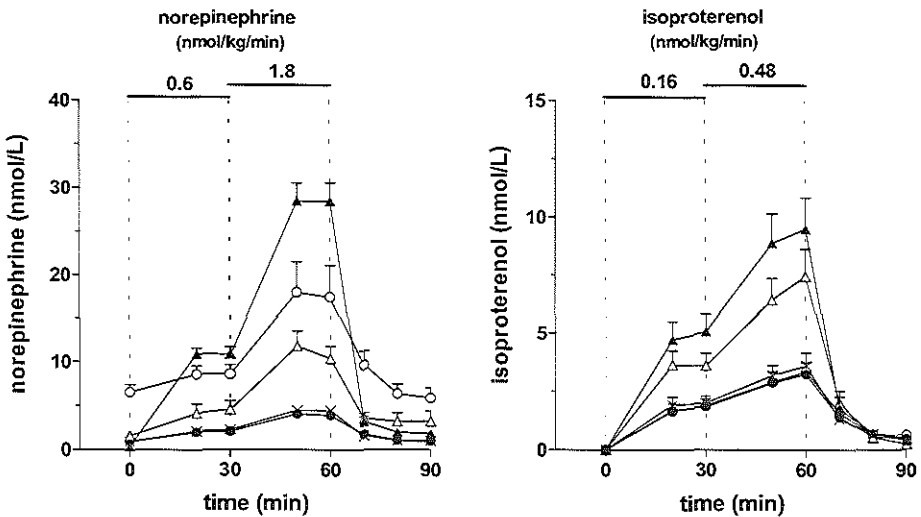 norepinephrine
(nmol/kg/min)
0.6
1.8
40
30
20
10
0
norepinephrine (nmol/L)
0 30 60 90
time (min)
isoproterenol
(nmol/kg/min)
0.16
0.48
15
10
5
0
isoproterenol (nmol/L)
0 30 60 90
time (min)